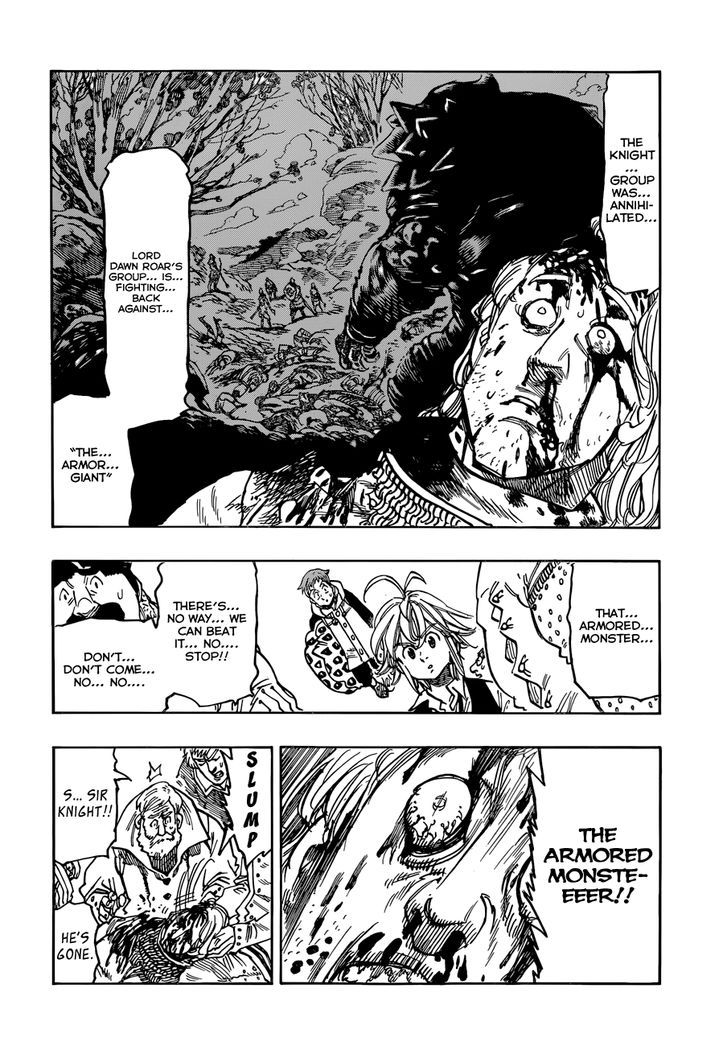 THE
KNIGHT
...
GROUP
WAS...
ANNIHI-
LATED...
LORD
DAWN ROAR'S
GROUP... IS...
FIGHTING...
BACK
AGAINST...
"THE...
ARMOR...
GIANT"
THAT...
ARMORED...
MONSTER...
THERE'S...
NO WAY... WE
CAN BEAT
IT... NO....
STOP!!
DON'T...
DON'T COME...
NO... NO....
THE
ARMORED
MONSTE-
EEER!!
SLUMP
S... SIR
KNIGHT!!
HE'S
GONE.